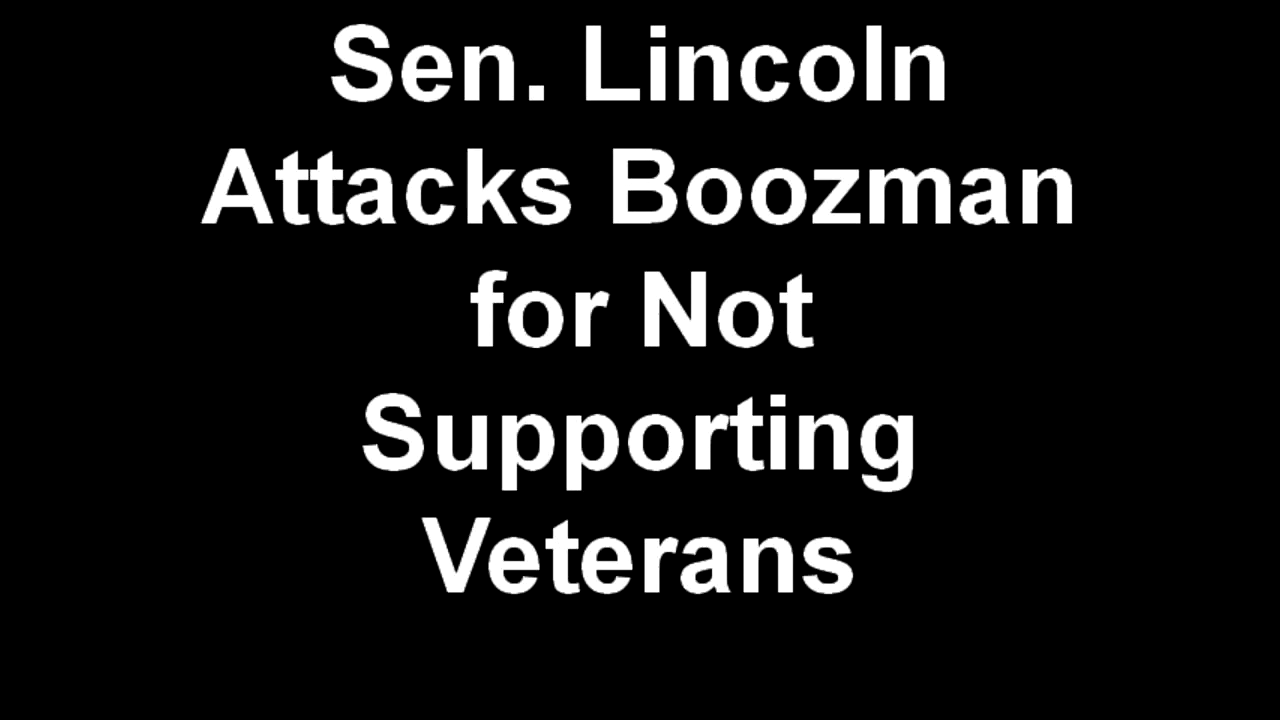 Sen. Lincoln
Attacks Boozman
for Not
Supporting
Veterans